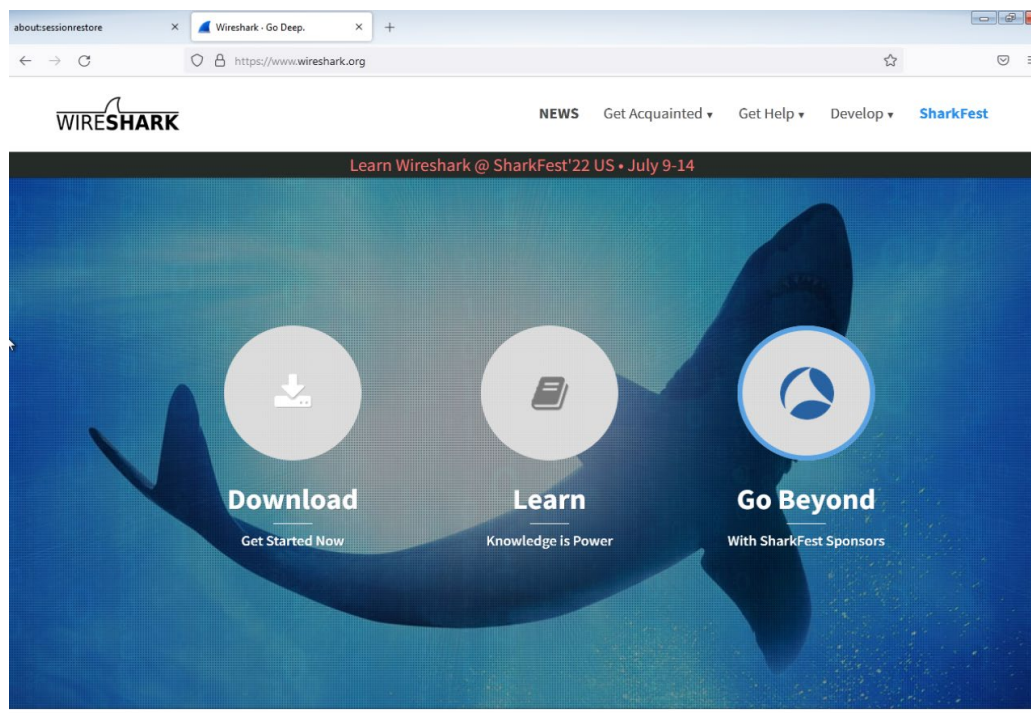 about:sessionrestore
Wireshark · Go Deep.
https://www.wireshark.org
WIRESHARK
NEWS Get Acquainted ▾ Get Help ▾ Develop ▾ SharkFest
Learn Wireshark @ SharkFest'22 US • July 9-14
Download Learn Go Beyond
Get Started Now Knowledge is Power With SharkFest Sponsors